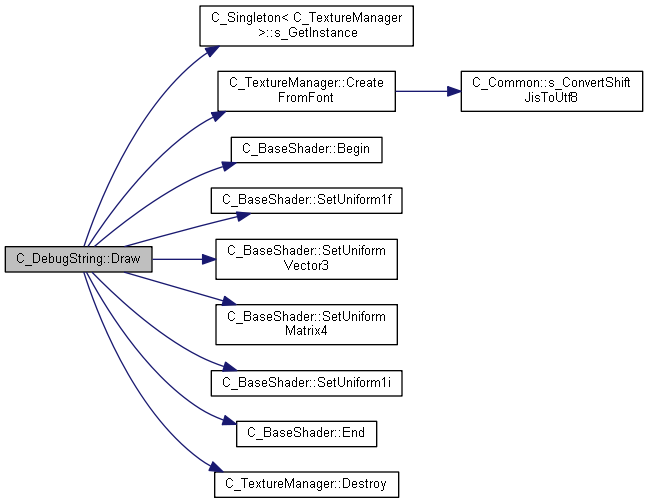 C_Singleton< C_TextureManager
>::s_GetInstance
C_TextureManager::Create
FromFont
C_Common::s_ConvertShift
JisToUtf8
C_BaseShader::Begin
C_BaseShader::SetUniform1f
C_DebugString::Draw
C_BaseShader::SetUniform
Vector3
C_BaseShader::SetUniform
Matrix4
C_BaseShader::SetUniform1i
C_BaseShader::End
C_TextureManager::Destroy